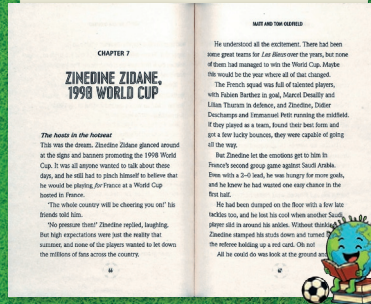 CHAPTER 7
ZINEDINE ZIDANE,
1998 WORLD CUP
The hosts in the hotseat
This was the dream. Zinedine Zidane glanced around
at the signs and banners promoting the 1998 World
Cup. It was all anyone wanted to talk about these
days, and he still had to pinch himself to believe that
he would be playing for France at a World Cup
hosted in France.
'The whole country will be cheering you on!' his
friends told him.
'No pressure then!' Zinedine replied, laughing.
But high expectations were just the reality that
summer, and none of the players wanted to let down
the millions of fans across the country.
66
MATT AND TOM OLDFIELD
He understood all the excitement. There had been
some great teams for Les Bleus over the years, but none
of them had managed to win the World Cup. Maybe
this would be the year where all of that changed.
The French squad was full of talented players,
with Fabien Barthez in goal, Marcel Desailly and
Lilian Thuram in defence, and Zinedine, Didier
Deschamps and Emmanuel Petit running the midfield.
If they played as a team, found their best form and
got a few lucky bounces, they were capable of going
all the way.
But Zinedine let the emotions get to him in
France's second group game against Saudi Arabia.
Even with a 2–0 lead, he was hungry for more goals,
and he knew he had wasted one easy chance in the
first half.
He had been dumped on the floor with a few late
tackles too, and he lost his cool when another Saudi
player slid in around his ankles. Without thinking
Zinedine stamped his studs down and turned
the referee holding up a red card. Oh no!
All he could do was look at the ground and
67